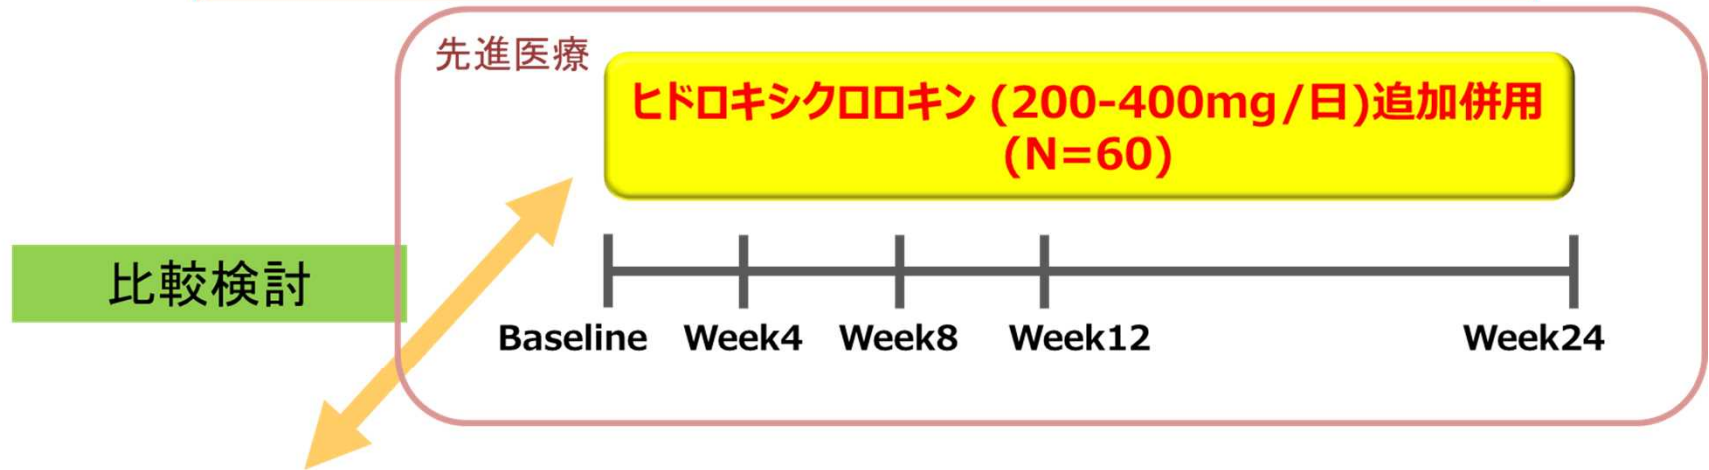 先進医療
ヒドロキシクロロキン (200-400mg/日)追加併用
(N=60)
比較検討
Baseline Week4 Week8 Week12 Week24